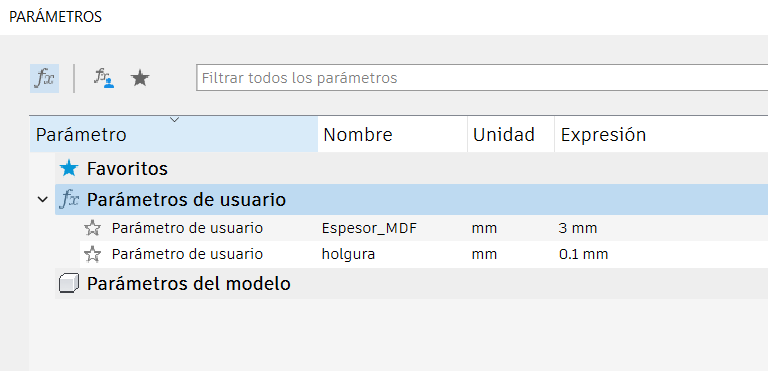 PARÁMETROS
fx Filtrar todos los parámetros
Parámetro Nombre Unidad Expresión
Favoritos
fx Parámetros de usuario
Parámetro de usuario Espesor_MDF mm 3 mm
Parámetro de usuario holgura mm 0.1 mm
Parámetros del modelo